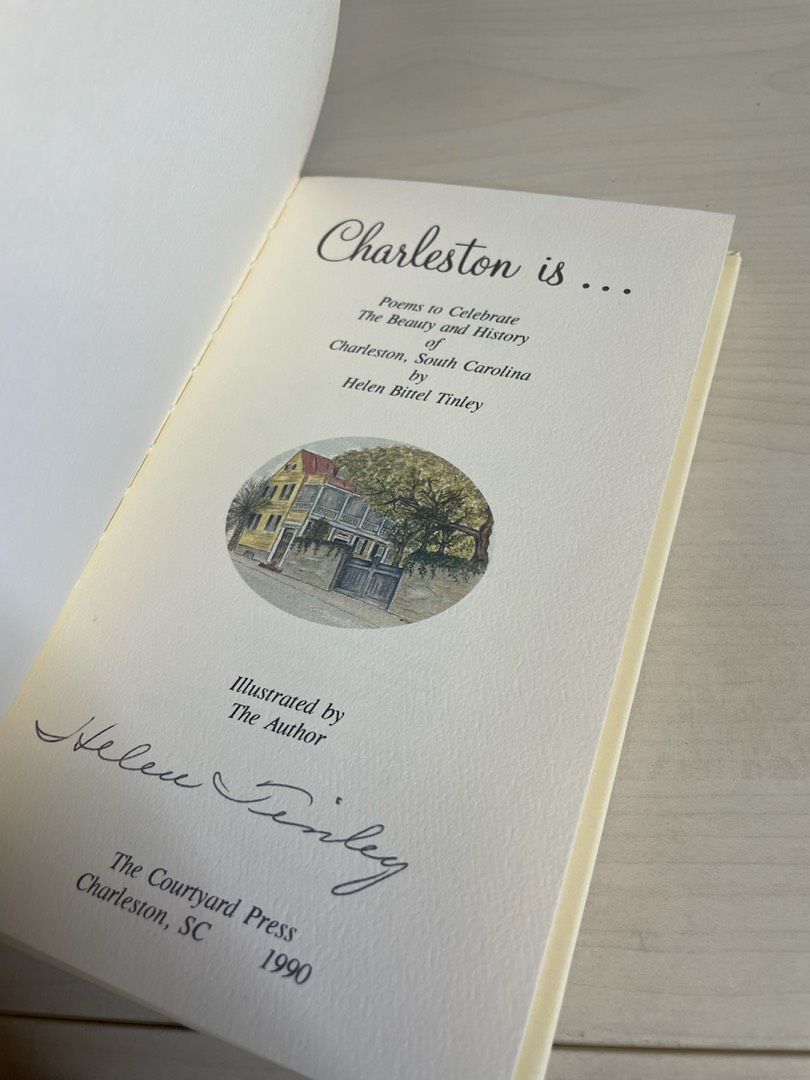 Charleston is . . .
Poems to Celebrate
The Beauty and History
of
Charleston, South Carolina
by
Helen Bittel Tinley
Illustrated by
The Author
Helen Tinley
The Courtyard Press
Charleston, SC 1990